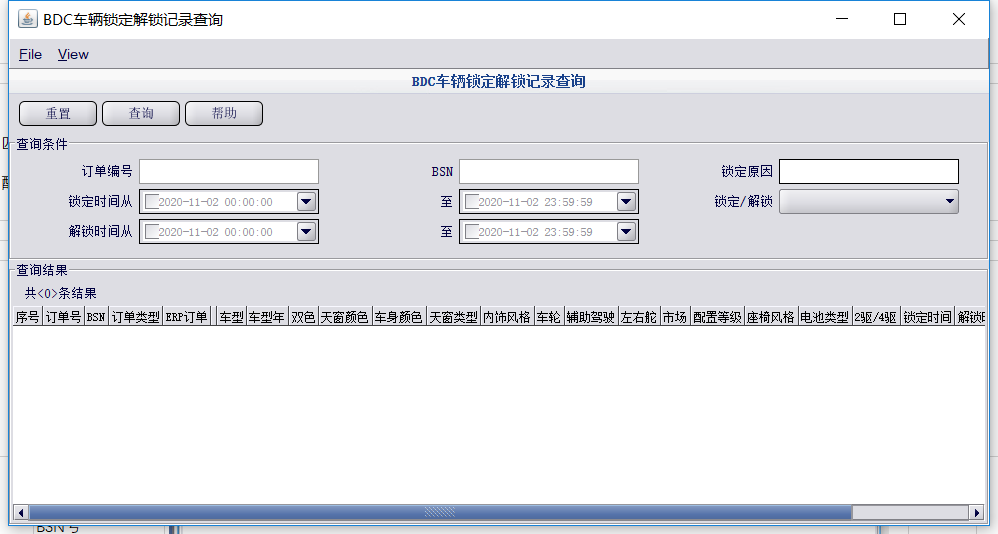 BDC车辆锁定解锁记录查询
File View
BDC车辆锁定解锁记录查询
重置 查询 帮助
查询条件
订单编号 BSN 锁定原因
锁定时间从 2020-11-02 00:00:00 至 2020-11-02 23:59:59 锁定/解锁
解锁时间从 2020-11-02 00:00:00 至 2020-11-02 23:59:59
查询结果
共<0>条结果
序号 订单号 BSN 订单类型 ERP订单 车型 车型年 双色 天窗颜色 车身颜色 天窗类型 内饰风格 车轮 辅助驾驶 左右舵 市场 配置等级 座椅风格 电池类型 2驱/4驱 锁定时间 解锁时
BSN 号